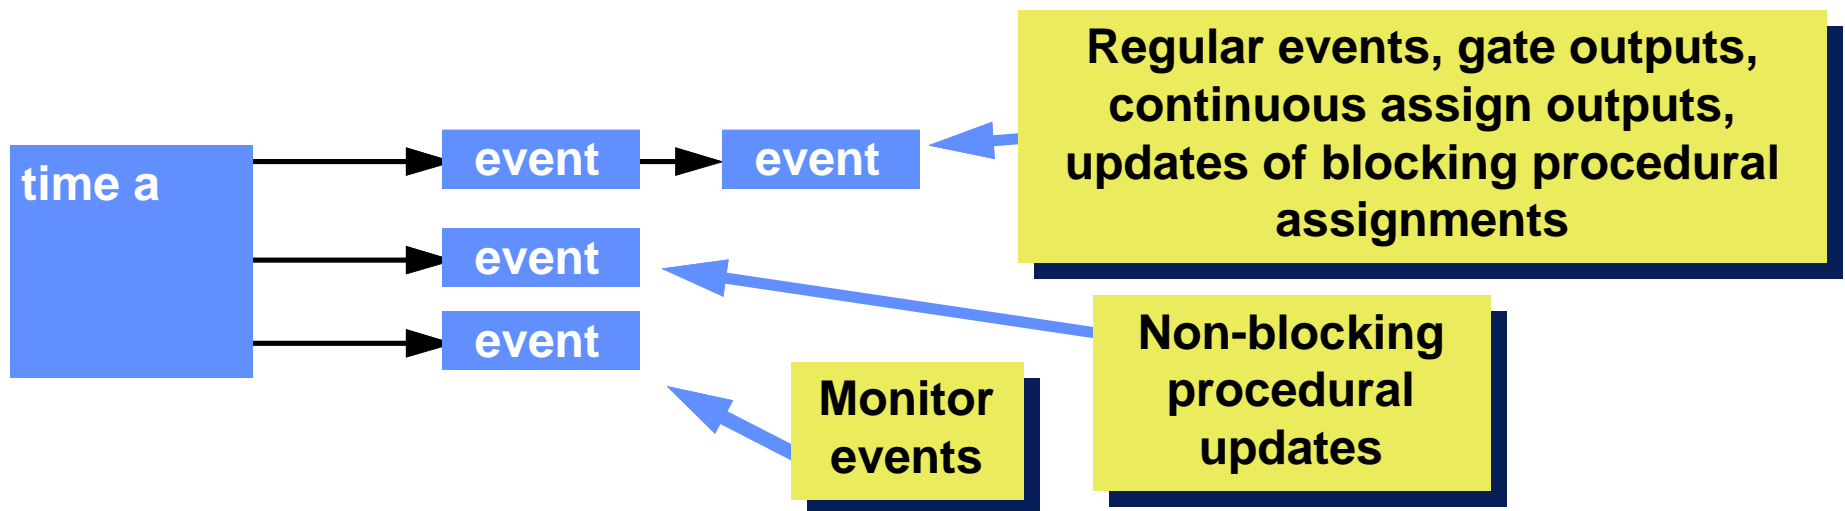 Regular events, gate outputs,
continuous assign outputs,
updates of blocking procedural
assignments
time a
event
event
event
event
Non-blocking
procedural
updates
Monitor
events